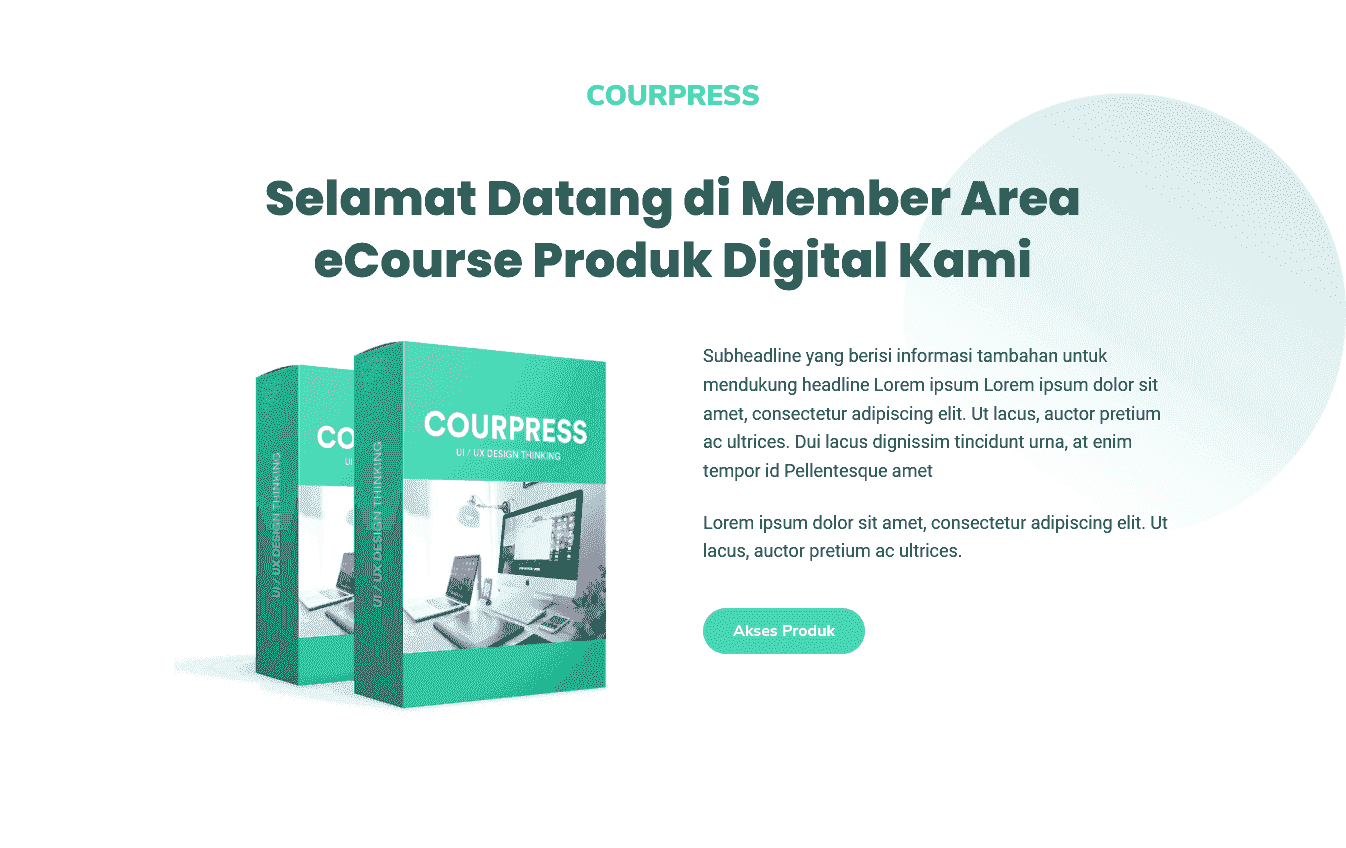 COURPRESS
Selamat Datang di Member Area
eCourse Produk Digital Kami
COURPRESS
UI / UX DESIGN THINKING
UI / UX DESIGN THINKING
CO
UI
UI / UX DESIGN THINKING
Subheadline yang berisi informasi tambahan untuk
mendukung headline Lorem ipsum Lorem ipsum dolor sit
amet, consectetur adipiscing elit. Ut lacus, auctor pretium
ac ultrices. Dui lacus dignissim tincidunt urna, at enim
tempor id Pellentesque amet
Lorem ipsum dolor sit amet, consectetur adipiscing elit. Ut
lacus, auctor pretium ac ultrices.
Akses Produk